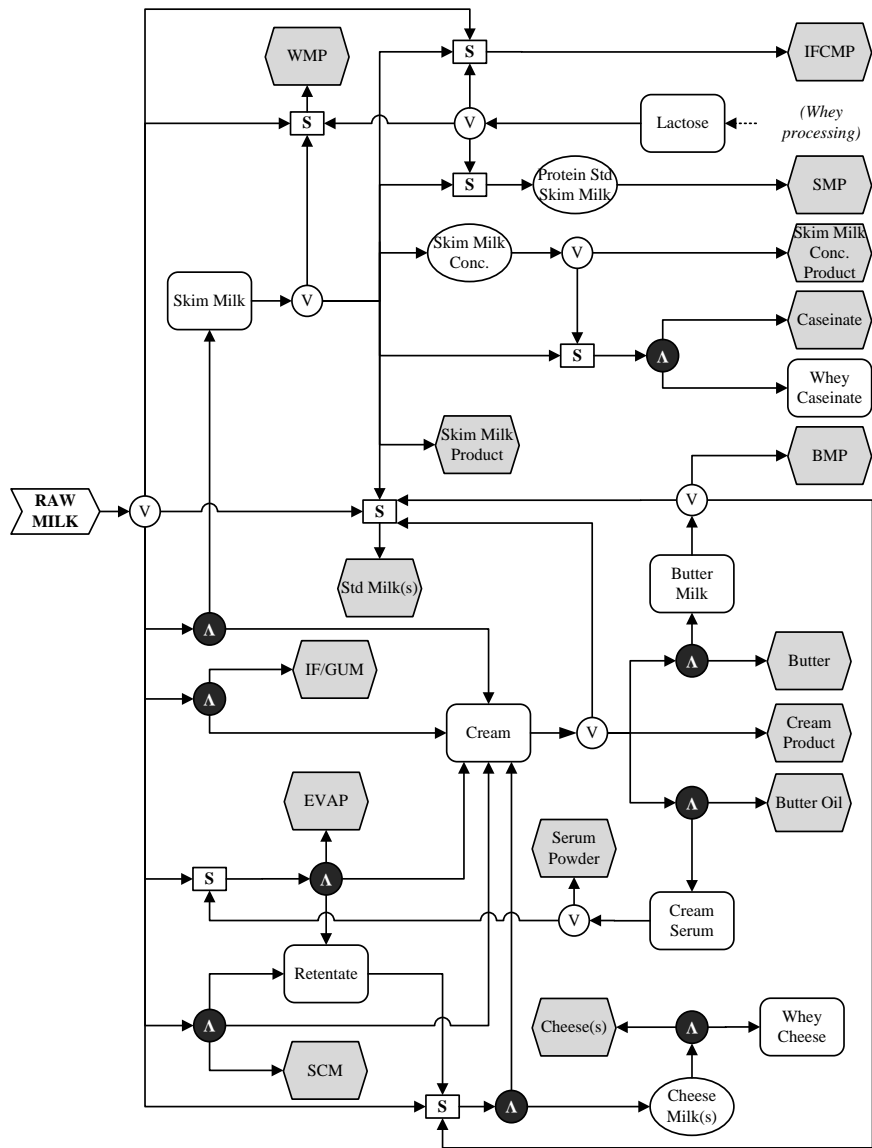 WMP
S
IFCMP
S
V
Lactose
(Whey
processing)
S
Protein Std
Skim Milk
SMP
Skim Milk
Conc.
V
Skim Milk
Conc.
Product
Skim Milk
V
Caseinate
S
Λ
Whey
Caseinate
Skim Milk
Product
BMP
RAW
MILK
V
S
V
Std Milk(s)
Butter
Milk
Λ
IF/GUM
Λ
Λ
Butter
Cream
V
Cream
Product
EVAP
Λ
Butter Oil
Serum
Powder
S
Λ
V
Cream
Serum
Retentate
Λ
Cheese(s)
Λ
Whey
Cheese
SCM
S
Λ
Cheese
Milk(s)